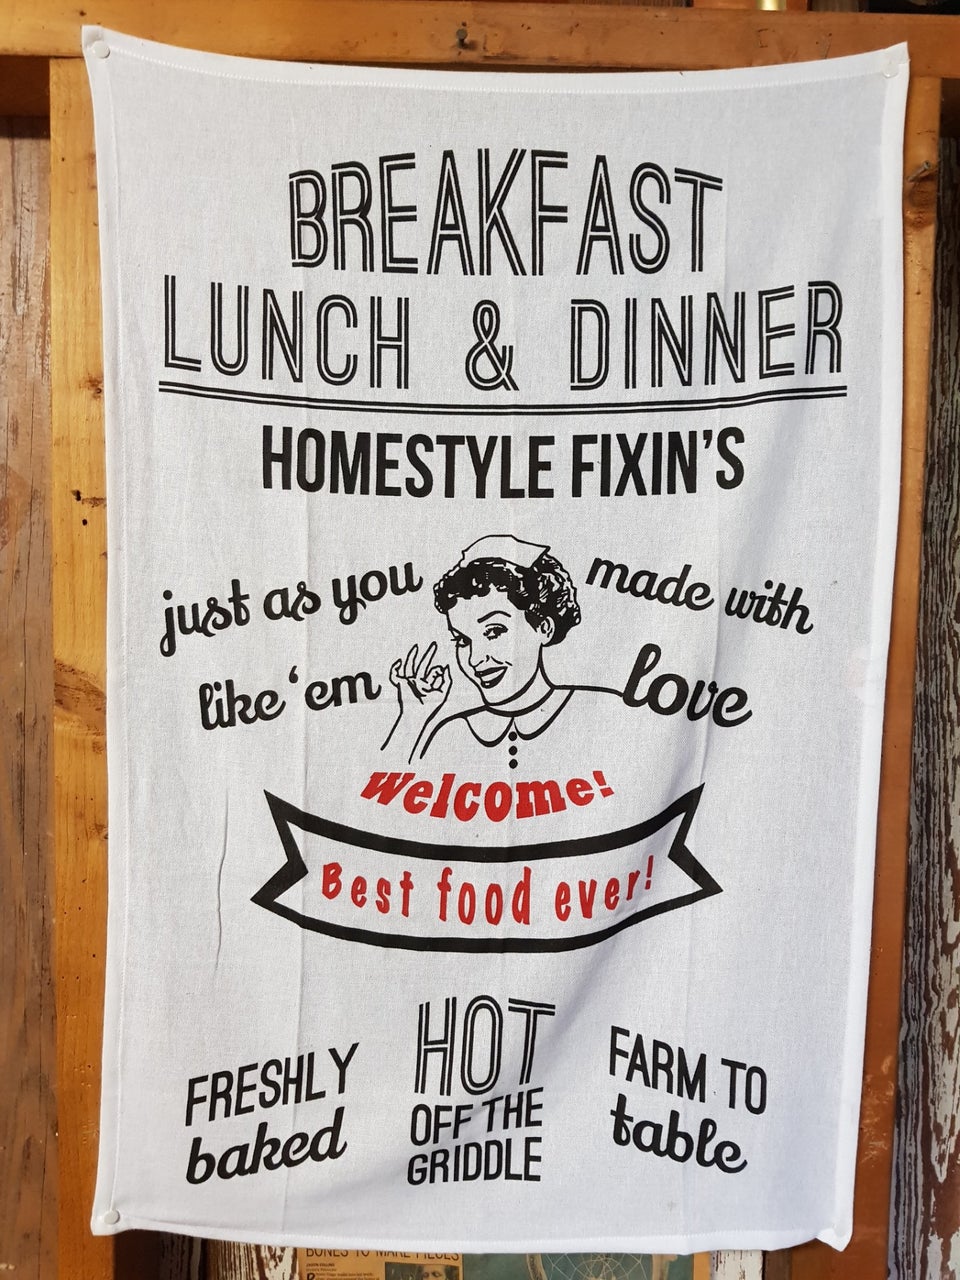 BREAKFAST
LUNCH & DINNER
HOMESTYLE FIXIN'S
just as you
like 'em
made with
love
Welcome!
Best food ever!
FRESHLY
baked
HOT
OFF THE
GRIDDLE
FARM TO
table
BONES TO MAKE PIECES